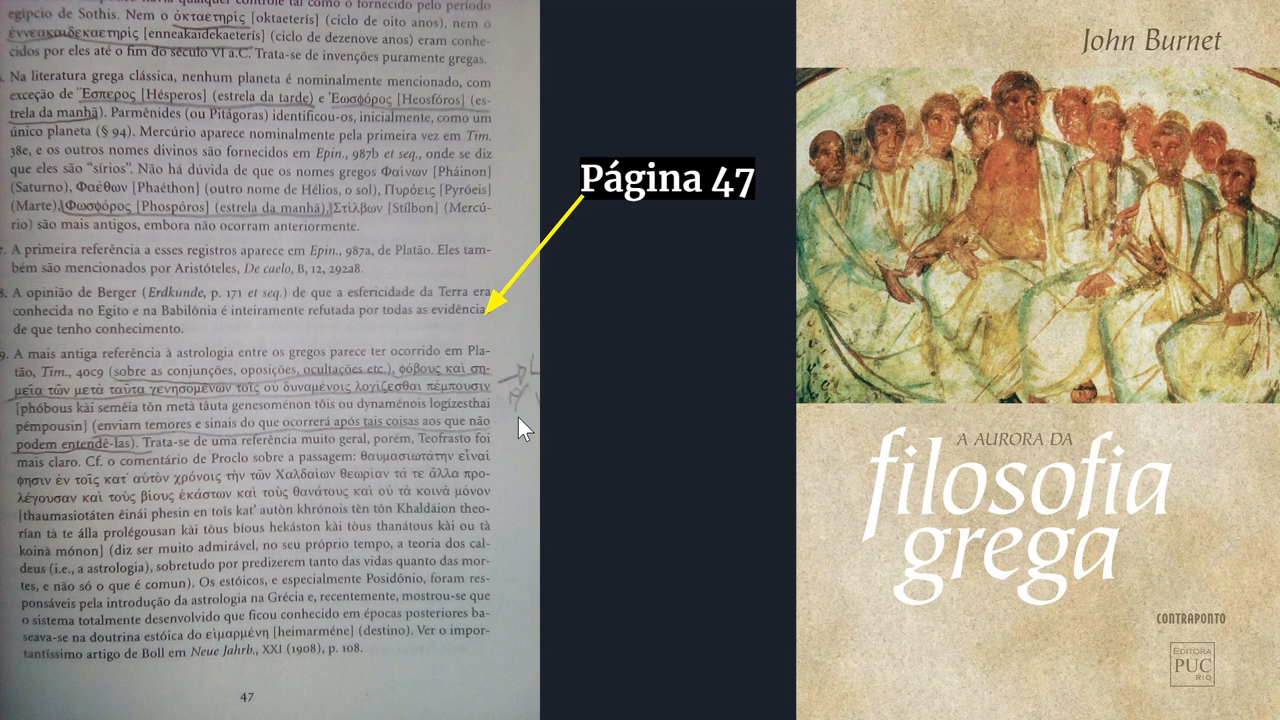 egípcio de Sothis. Nem o ὀκταετηρίς [oktaeterís] (ciclo de oito anos), nem o
ἐννεακαιδεκαετηρίς [enneakaidekaeterís] (ciclo de dezenove anos) eram conhe-
cidos por eles até o fim do século VI a.C. Trata-se de invenções puramente gregas.
Na literatura grega clássica, nenhum planeta é nominalmente mencionado, com
exceção de Ἕσπερος [Hésperos] (estrela da tarde) e Ἑωσφόρος [Heosfóros] (es-
trela da manhã). Parmênides (ou Pitágoras) identificou-os, inicialmente, como um
único planeta (§ 94). Mercúrio aparece nominalmente pela primeira vez em Tim.
38e, e os outros nomes divinos são fornecidos em Epin., 987b et seq., onde se diz
que eles são “sírios”. Não há dúvida de que os nomes gregos Φαίνων [Pháinon]
(Saturno), Φαέθων [Phaéthon] (outro nome de Hélios, o sol), Πυρόεις [Pyróeis]
(Marte), Φωσφόρος [Phospóros] (estrela da manhã), Στίλβων [Stílbon] (Mercú-
rio) são mais antigos, embora não ocorram anteriormente.
7. A primeira referência a esses registros aparece em Epin., 987a, de Platão. Eles tam-
bém são mencionados por Aristóteles, De caelo, B, 12, 292a8.
8. A opinião de Berger (Erdkunde, p. 171 et seq.) de que a esfericidade da Terra era
conhecida no Egito e na Babilônia é inteiramente refutada por todas as evidência
de que tenho conhecimento.
9. A mais antiga referência à astrologia entre os gregos parece ter ocorrido em Pla-
tão, Tim., 40c9 (sobre as conjunções, oposições, ocultações etc.), φόβους καὶ ση-
μεῖα τῶν μετὰ ταῦτα γενησομένων τοῖς οὐ δυναμένοις λογίζεσθαι πέμπουσιν
[phóbous kài seméia tôn metà tâuta genesoménon tôis ou dynaménois logízesthai
pémpousin] (enviam temores e sinais do que ocorrerá após tais coisas aos que não
podem entendê-las). Trata-se de uma referência muito geral, porém, Teofrasto foi
mais claro. Cf. o comentário de Proclo sobre a passagem: θαυμασιωτάτην εἶναί
φησιν ἐν τοῖς κατ᾽ αὐτὸν χρόνοις τὴν τῶν Χαλδαίων θεωρίαν τά τε ἄλλα προ-
λέγουσαν καὶ τοὺς βίους ἑκάστων καὶ τοὺς θανάτους καὶ οὐ τὰ κοινὰ μόνον
[thaumasiotáten êinái phesin en toîs kat' autòn khrónois tèn tôn Khaldáion theo-
rían tà te álla prolégousan kài tòus bíous hekáston kài tòus thanátous kài ou tà
koinà mónon] (diz ser muito admirável, no seu próprio tempo, a teoria dos cal-
deus (i.e., a astrologia), sobretudo por predizerem tanto das vidas quanto das mor-
tes, e não só o que é comum). Os estóicos, e especialmente Posidônio, foram res-
ponsáveis pela introdução da astrologia na Grécia e, recentemente, mostrou-se que
o sistema totalmente desenvolvido que ficou conhecido em épocas posteriores ba-
seava-se na doutrina estóica do εἱμαρμένη [heimarméne] (destino). Ver o impor-
tantíssimo artigo de Boll em Neue Jahrb., XXI (1908), p. 108.
47
Página 47
John Burnet
A AURORA DA
filosofia
grega
CONTRAPONTO
EDITORA
PUC
RIO